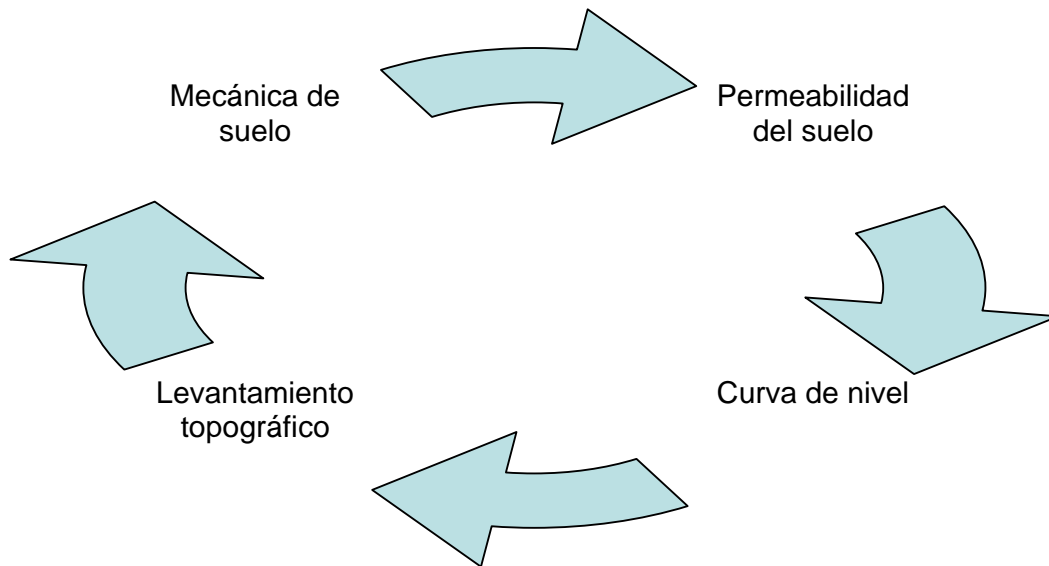 Mecánica de
suelo
Permeabilidad
del suelo
Levantamiento
topográfico
Curva de nivel